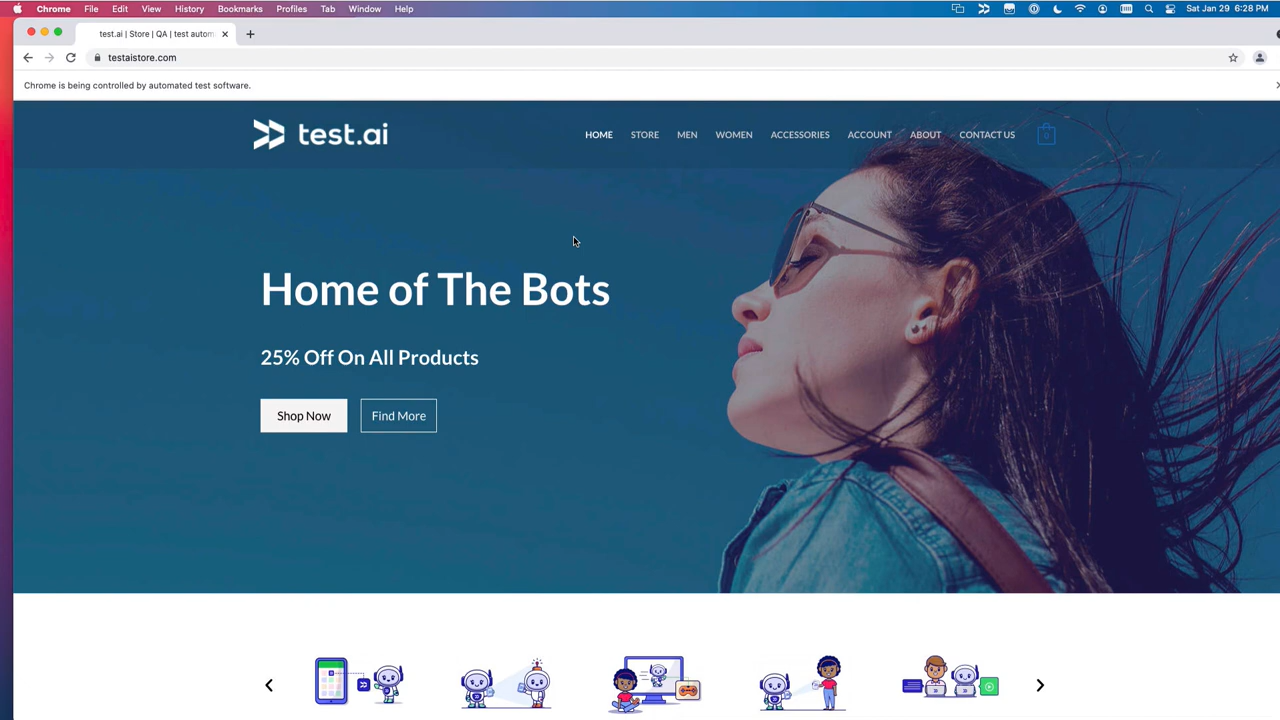 Chrome File Edit View History Bookmarks Profiles Tab Window Help Sat Jan 29 6:28 PM
test.ai | Store | QA | test autom
testaistore.com
Chrome is being controlled by automated test software.
test.ai HOME STORE MEN WOMEN ACCESSORIES ACCOUNT ABOUT CONTACT US 0
Home of The Bots
25% Off On All Products
Shop Now Find More